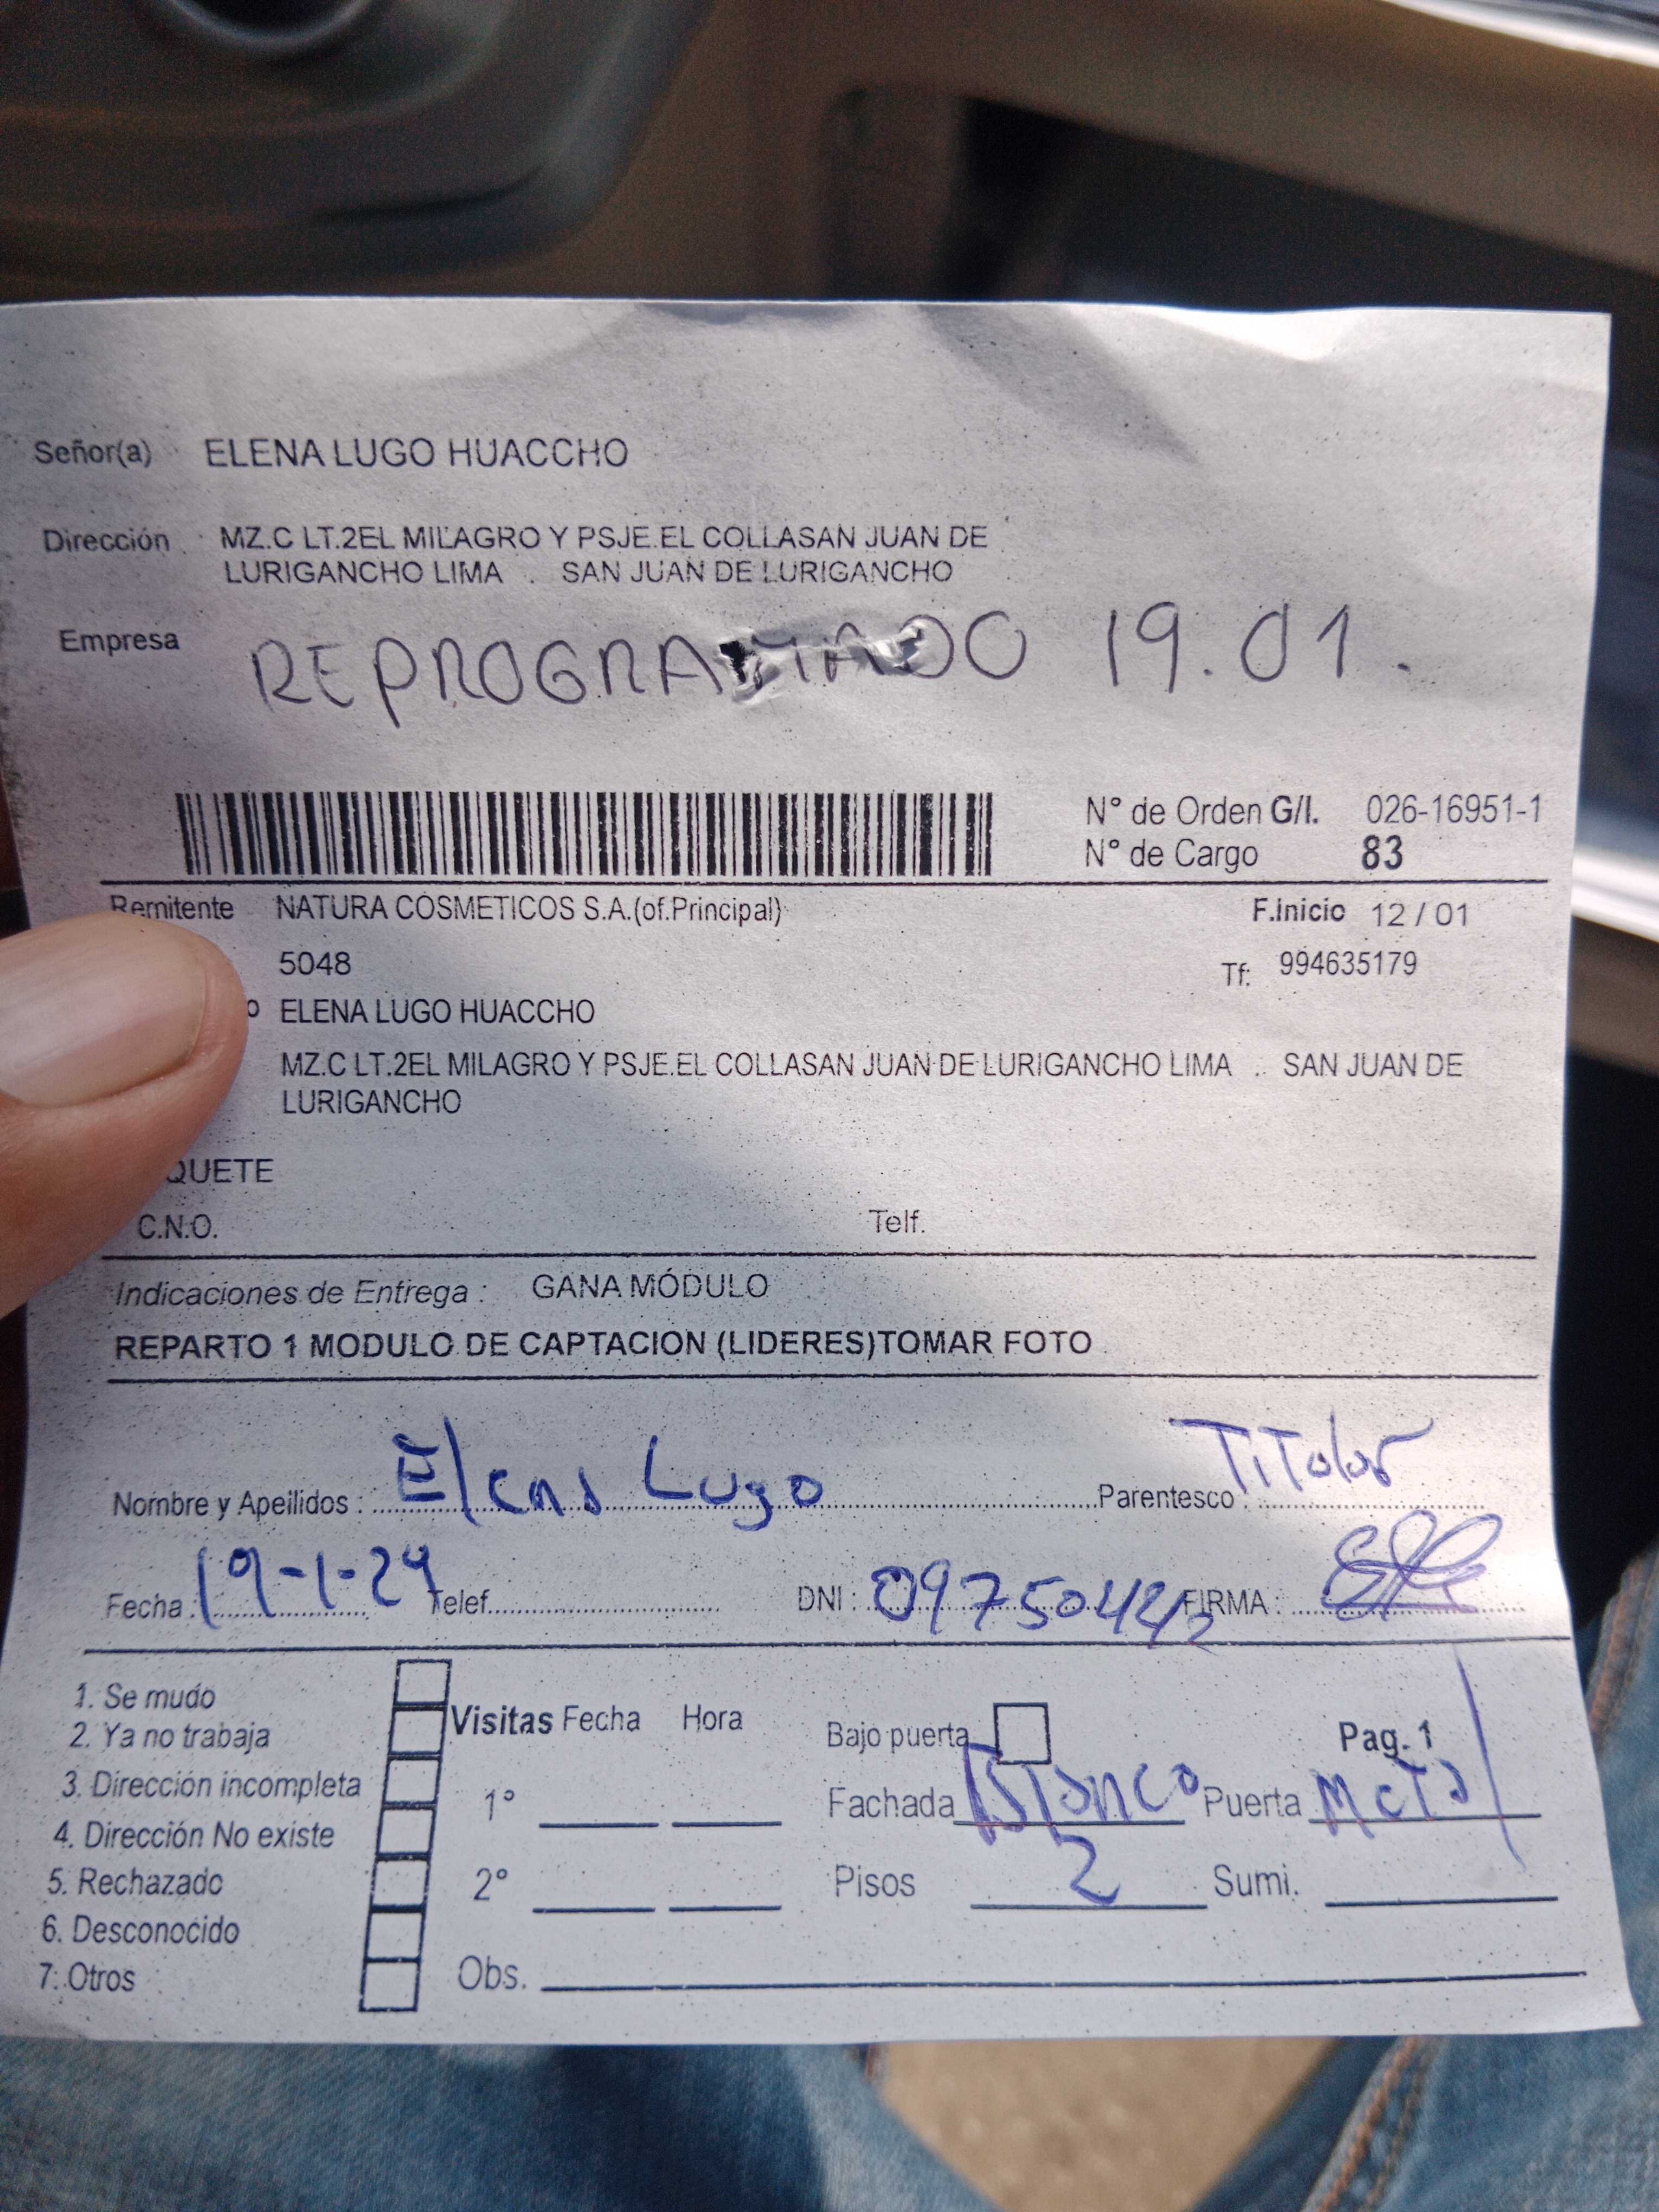 Señor(a) ELENA LUGO HUACCHO
Dirección MZ.C LT.2EL MILAGRO Y PSJE.EL COLLASAN JUAN DE
LURIGANCHO LIMA . SAN JUAN DE LURIGANCHO
Empresa REPROGRAMADO 19.01.
N° de Orden G/I. 026-16951-1
N° de Cargo 83
Remitente NATURA COSMETICOS S.A.(of.Principal) F.Inicio 12 / 01
5048 Tf: 994635179
o ELENA LUGO HUACCHO
MZ.C LT.2EL MILAGRO Y PSJE.EL COLLASAN JUAN DE LURIGANCHO LIMA . SAN JUAN DE
LURIGANCHO
QUETE
C.N.O. Telf.
Indicaciones de Entrega : GANA MÓDULO
REPARTO 1 MODULO DE CAPTACION (LIDERES)TOMAR FOTO
Nombre y Apellidos : Elena Lugo Parentesco : Titolar
Fecha : 19-1-24 Telef. DNI : FIRMA :
1. Se mudo
2. Ya no trabaja
3. Dirección incompleta
4. Dirección No existe
5. Rechazado
6. Desconocido
7. Otros
Visitas Fecha Hora
1°
2°
Obs.
Bajo puerta Pag. 1
Fachada Blanco Puerta Metal
Pisos 2 Sumi.